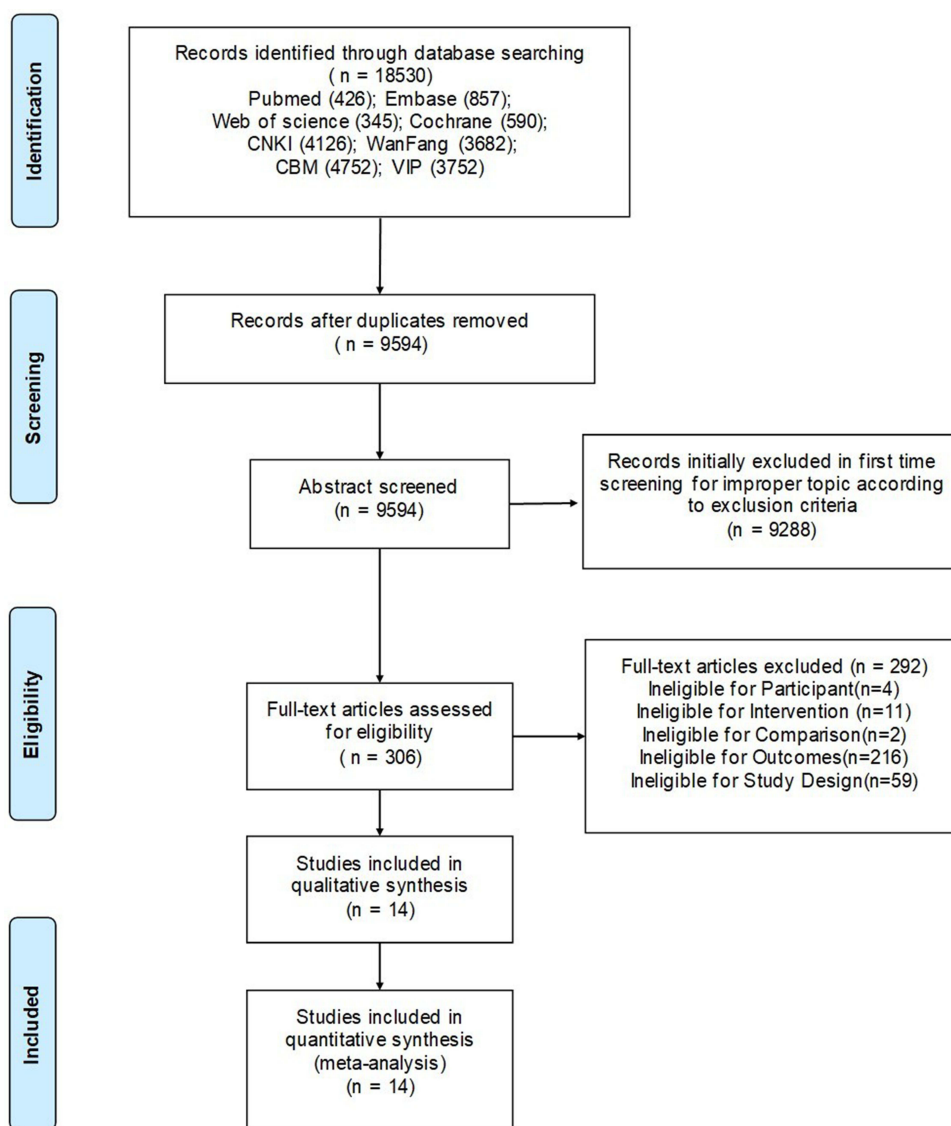 Identification
Records identified through database searching
( n = 18530)
Pubmed (426); Embase (857);
Web of science (345); Cochrane (590);
CNKI (4126); WanFang (3682);
CBM (4752); VIP (3752)
Screening
Records after duplicates removed
( n = 9594)
Abstract screened
(n = 9594)
Records initially excluded in first time
screening for improper topic according
to exclusion criteria
(n = 9288)
Eligibility
Full-text articles assessed
for eligibility
( n = 306)
Full-text articles excluded (n = 292)
Ineligible for Participant(n=4)
Ineligible for Intervention (n=11)
Ineligible for Comparison(n=2)
Ineligible for Outcomes(n=216)
Ineligible for Study Design(n=59)
Studies included in
qualitative synthesis
(n = 14)
Included
Studies included in
quantitative synthesis
(meta-analysis)
(n = 14)